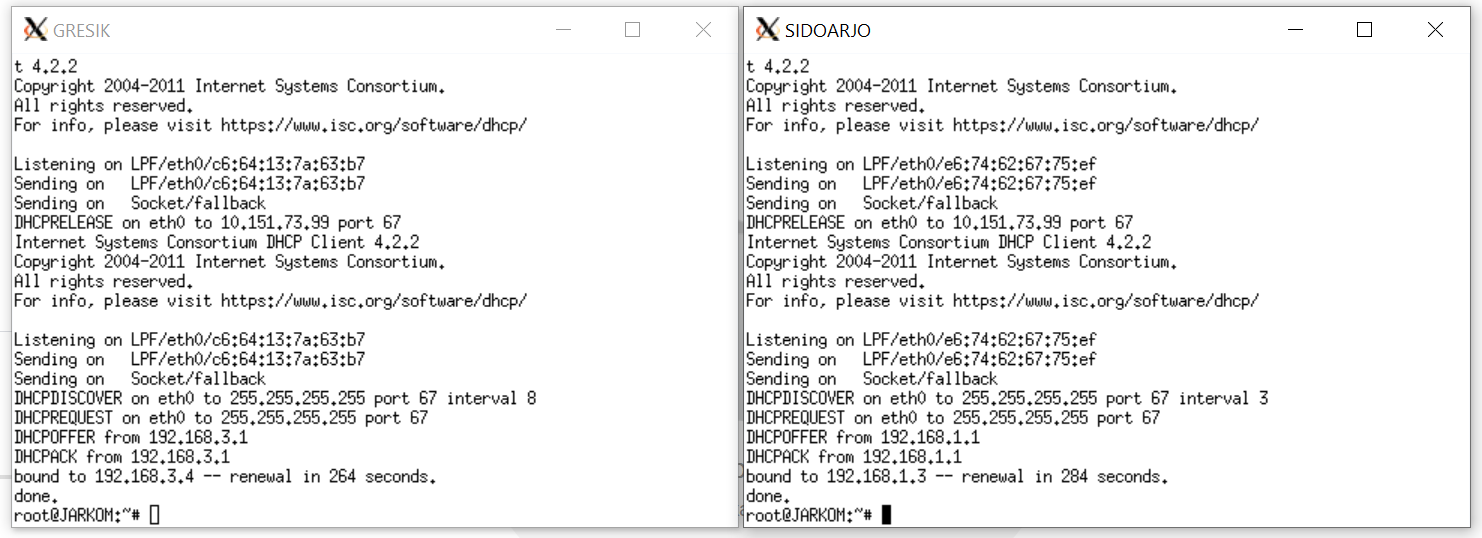 GRESIK
t 4.2.2
Copyright 2004-2011 Internet Systems Consortium.
All rights reserved.
For info, please visit https://www.isc.org/software/dhcp/
Listening on LPF/eth0/c6:64:13:7a:63:b7
Sending on   LPF/eth0/c6:64:13:7a:63:b7
Sending on   Socket/fallback
DHCPRELEASE on eth0 to 10.151.73.99 port 67
Internet Systems Consortium DHCP Client 4.2.2
Copyright 2004-2011 Internet Systems Consortium.
All rights reserved.
For info, please visit https://www.isc.org/software/dhcp/
Listening on LPF/eth0/c6:64:13:7a:63:b7
Sending on   LPF/eth0/c6:64:13:7a:63:b7
Sending on   Socket/fallback
DHCPDISCOVER on eth0 to 255.255.255.255 port 67 interval 8
DHCPREQUEST on eth0 to 255.255.255.255 port 67
DHCPOFFER from 192.168.3.1
DHCPACK from 192.168.3.1
bound to 192.168.3.4 -- renewal in 264 seconds.
done.
root@JARKOM:~#
SIDOARJO
t 4.2.2
Copyright 2004-2011 Internet Systems Consortium.
All rights reserved.
For info, please visit https://www.isc.org/software/dhcp/
Listening on LPF/eth0/e6:74:62:67:75:ef
Sending on   LPF/eth0/e6:74:62:67:75:ef
Sending on   Socket/fallback
DHCPRELEASE on eth0 to 10.151.73.99 port 67
Internet Systems Consortium DHCP Client 4.2.2
Copyright 2004-2011 Internet Systems Consortium.
All rights reserved.
For info, please visit https://www.isc.org/software/dhcp/
Listening on LPF/eth0/e6:74:62:67:75:ef
Sending on   LPF/eth0/e6:74:62:67:75:ef
Sending on   Socket/fallback
DHCPDISCOVER on eth0 to 255.255.255.255 port 67 interval 3
DHCPREQUEST on eth0 to 255.255.255.255 port 67
DHCPOFFER from 192.168.1.1
DHCPACK from 192.168.1.1
bound to 192.168.1.3 -- renewal in 284 seconds.
done.
root@JARKOM:~#